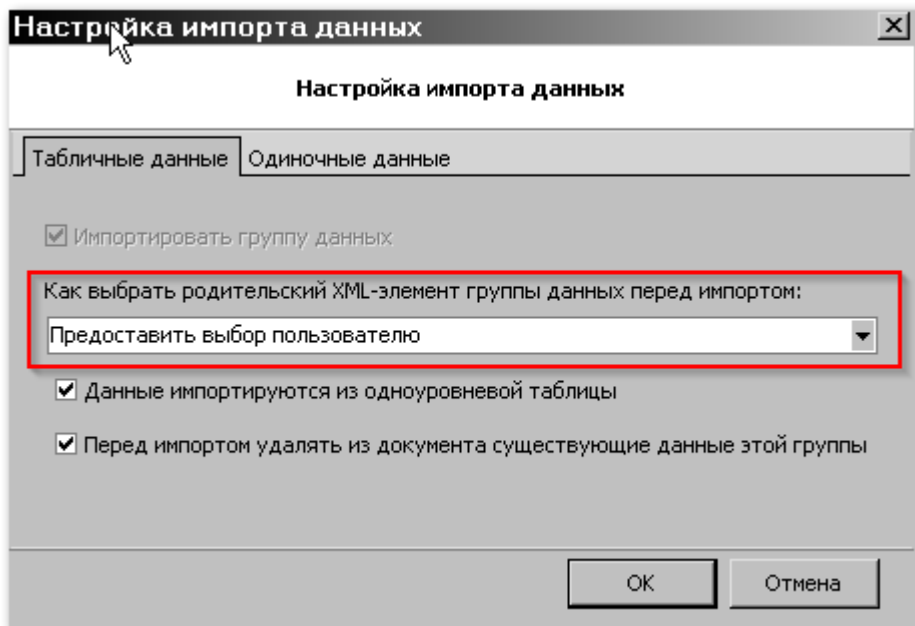 Настройка импорта данных
Настройка импорта данных
Табличные данные Одиночные данные
Импортировать группу данных
Как выбрать родительский XML-элемент группы данных перед импортом:
Предоставить выбор пользователю
Данные импортируются из одноуровневой таблицы
Перед импортом удалять из документа существующие данные этой группы
OK Отмена